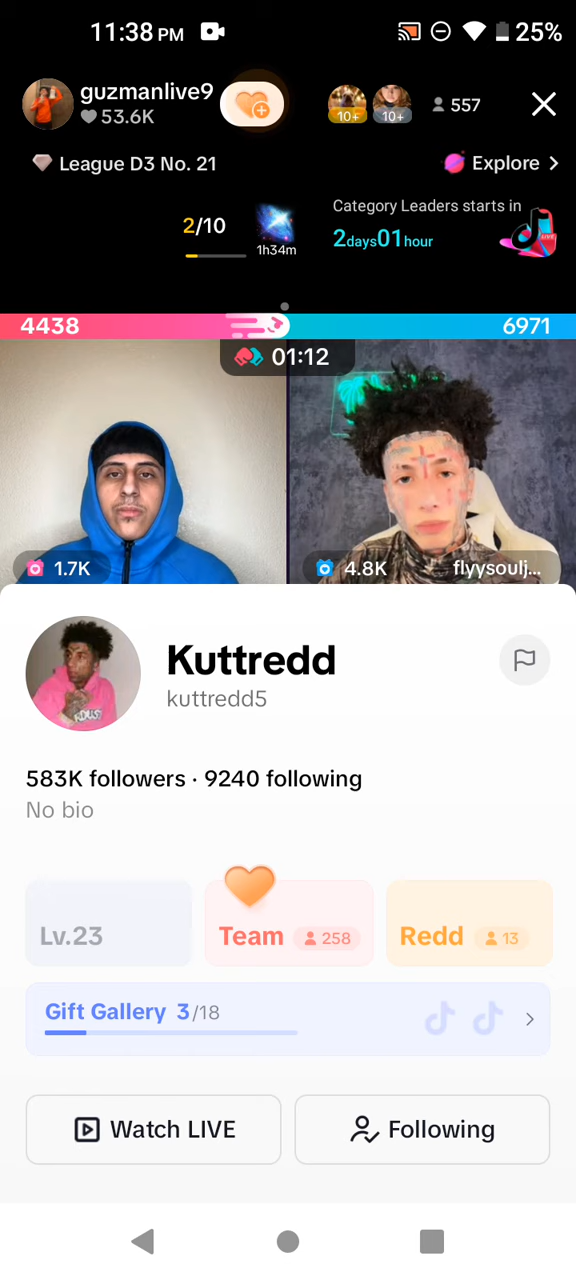 11:38 PM
25%
guzmanlive9
53.6K
10+
10+
557
League D3 No. 21
Explore
2/10
1h34m
Category Leaders starts in
2days01hour
LIVE
4438
6971
01:12
1.7K
4.8K
flyysoulj...
Kuttredd
kuttredd5
583K followers · 9240 following
No bio
Lv.23
Team 258
Redd 13
Gift Gallery 3/18
Watch LIVE
Following